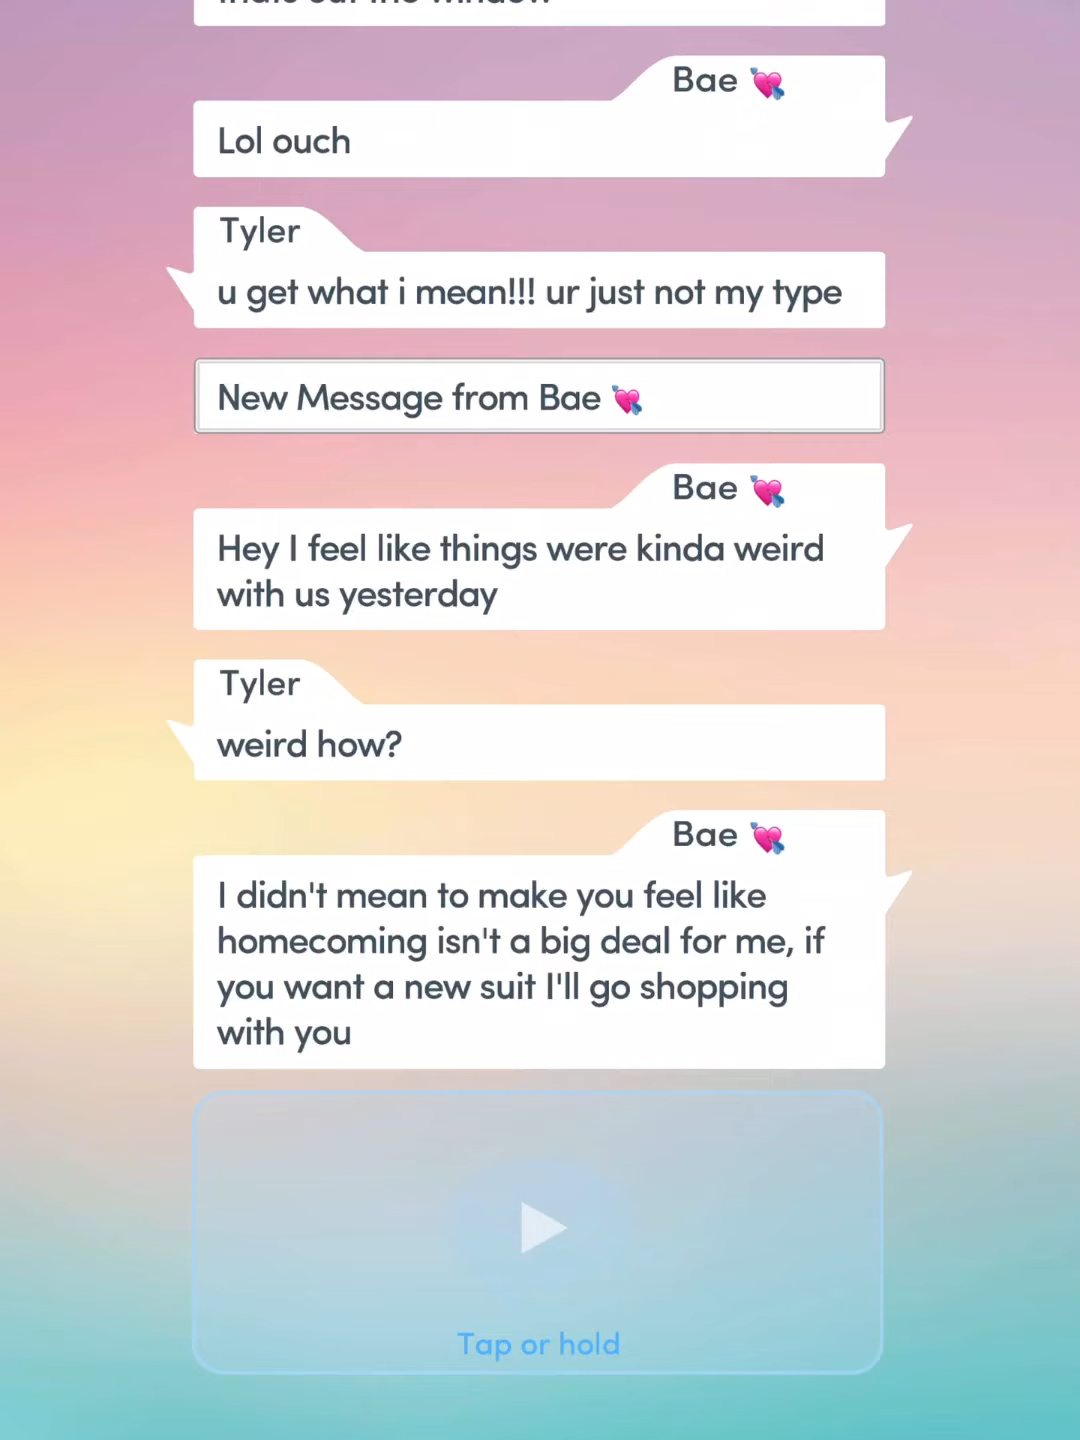 Bae 💘
Lol ouch
Tyler
u get what i mean!!! ur just not my type
New Message from Bae 💘
Bae 💘
Hey I feel like things were kinda weird
with us yesterday
Tyler
weird how?
Bae 💘
I didn't mean to make you feel like
homecoming isn't a big deal for me, if
you want a new suit I'll go shopping
with you
Tap or hold